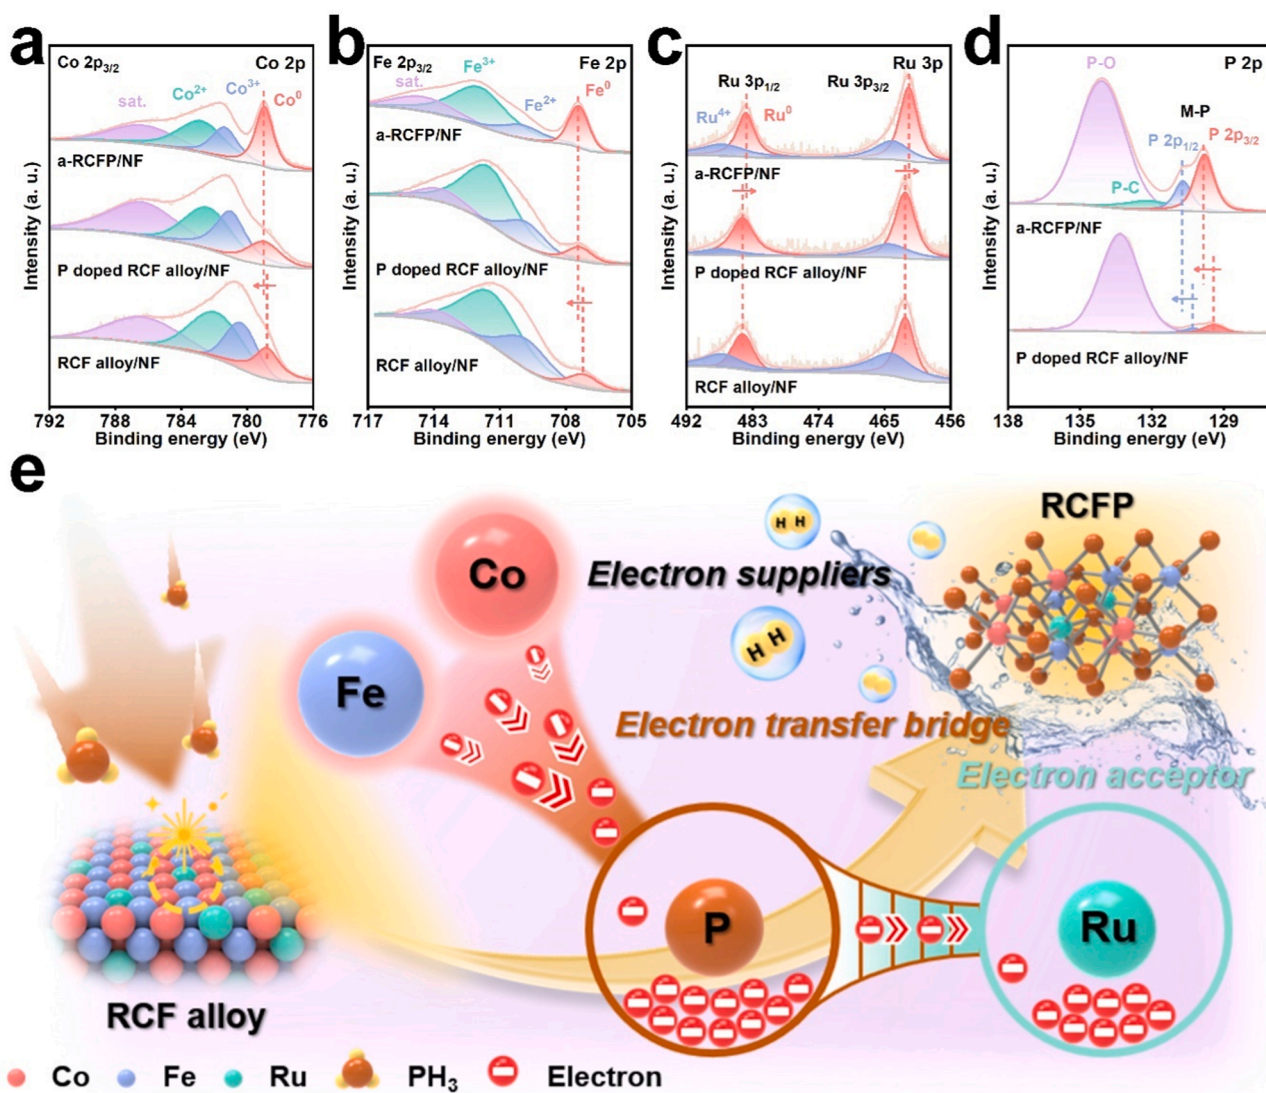 a
Co 2p3/2
Co 2p
sat.
Co2+
Co3+
Co0
a-RCFP/NF
P doped RCF alloy/NF
RCF alloy/NF
Intensity (a. u.)
792 788 784 780 776
Binding energy (eV)
b
Fe 2p3/2
Fe 2p
sat.
Fe3+
Fe2+
Fe0
a-RCFP/NF
P doped RCF alloy/NF
RCF alloy/NF
Intensity (a. u.)
717 714 711 708 705
Binding energy (eV)
c
Ru 3p
Ru 3p1/2
Ru 3p3/2
Ru4+
Ru0
a-RCFP/NF
P doped RCF alloy/NF
RCF alloy/NF
Intensity (a. u.)
492 483 474 465 456
Binding energy (eV)
d
P-O
P 2p
M-P
P 2p1/2
P 2p3/2
P-C
a-RCFP/NF
P doped RCF alloy/NF
Intensity (a. u.)
138 135 132 129
Binding energy (eV)
e
RCFP
Co
Electron suppliers
H H
H H
Fe
Electron transfer bridge
Electron acceptor
P
Ru
RCF alloy
Co Fe Ru PH3 Electron